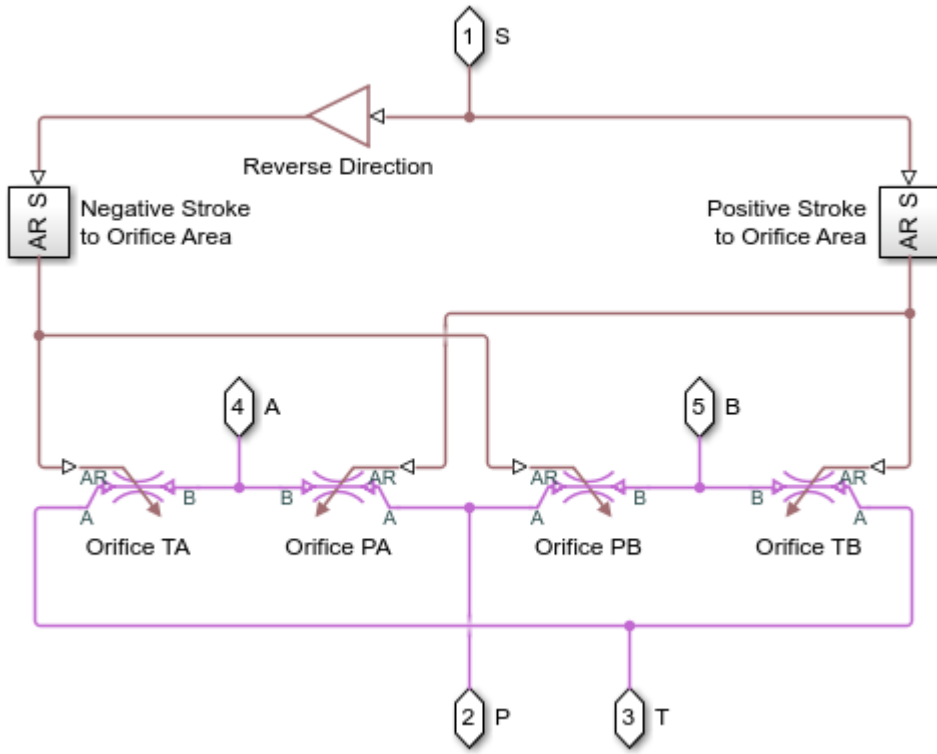 1 S
Reverse Direction
AR S
Negative Stroke
to Orifice Area
Positive Stroke
to Orifice Area
AR S
4 A
5 B
AR
B
A
Orifice TA
AR
B
A
Orifice PA
AR
B
A
Orifice PB
AR
B
A
Orifice TB
2 P
3 T